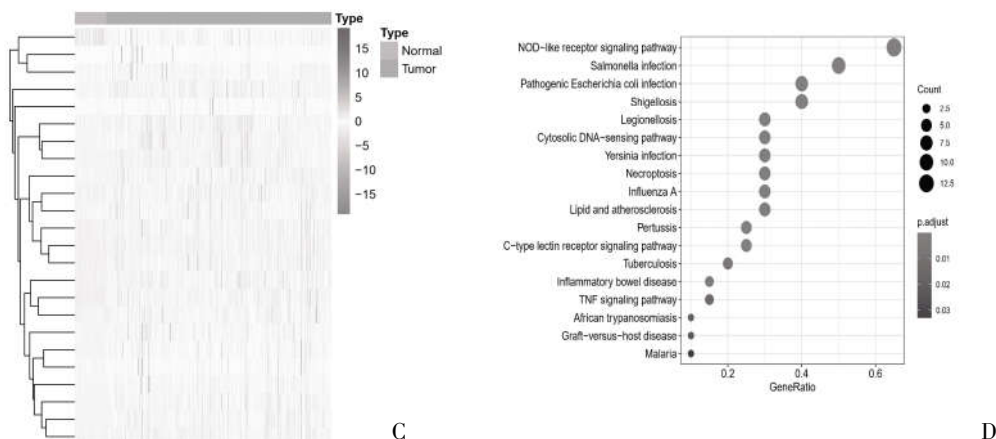 Type
Type
Normal
Tumor
15
10
5
0
−5
−10
−15
C
NOD−like receptor signaling pathway
Salmonella infection
Pathogenic Escherichia coli infection
Shigellosis
Legionellosis
Cytosolic DNA−sensing pathway
Yersinia infection
Necroptosis
Influenza A
Lipid and atherosclerosis
Pertussis
C−type lectin receptor signaling pathway
Tuberculosis
Inflammatory bowel disease
TNF signaling pathway
African trypanosomiasis
Graft−versus−host disease
Malaria
0.2 0.4 0.6
GeneRatio
Count
2.5
5.0
7.5
10.0
12.5
p.adjust
0.01
0.02
0.03
D